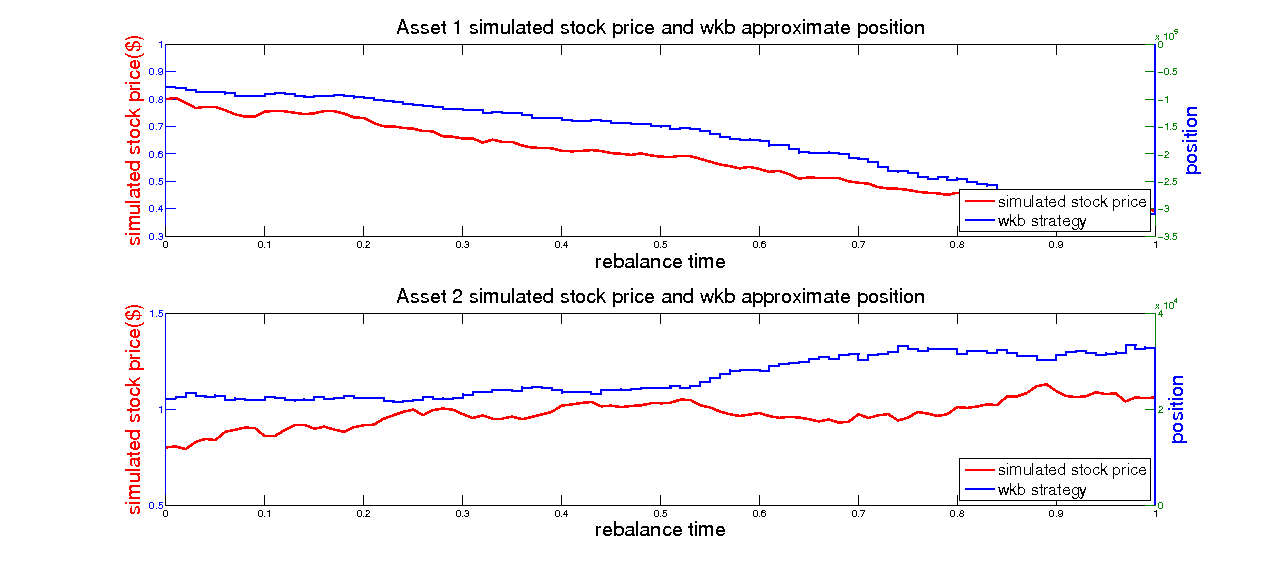 Asset 1 simulated stock price and wkb approximate position
simulated stock price($)
1
0.9
0.8
0.7
0.6
0.5
0.4
0.3
x 10
0
−0.5
−1
−1.5
−2
−2.5
−3
−3.5
position
simulated stock price
wkb strategy
0 0.1 0.2 0.3 0.4 0.5 0.6 0.7 0.8 0.9 1
rebalance time
Asset 2 simulated stock price and wkb approximate position
simulated stock price($)
1.5
1
0.5
x 10^4
4
2
0
position
simulated stock price
wkb strategy
0 0.1 0.2 0.3 0.4 0.5 0.6 0.7 0.8 0.9 1
rebalance time